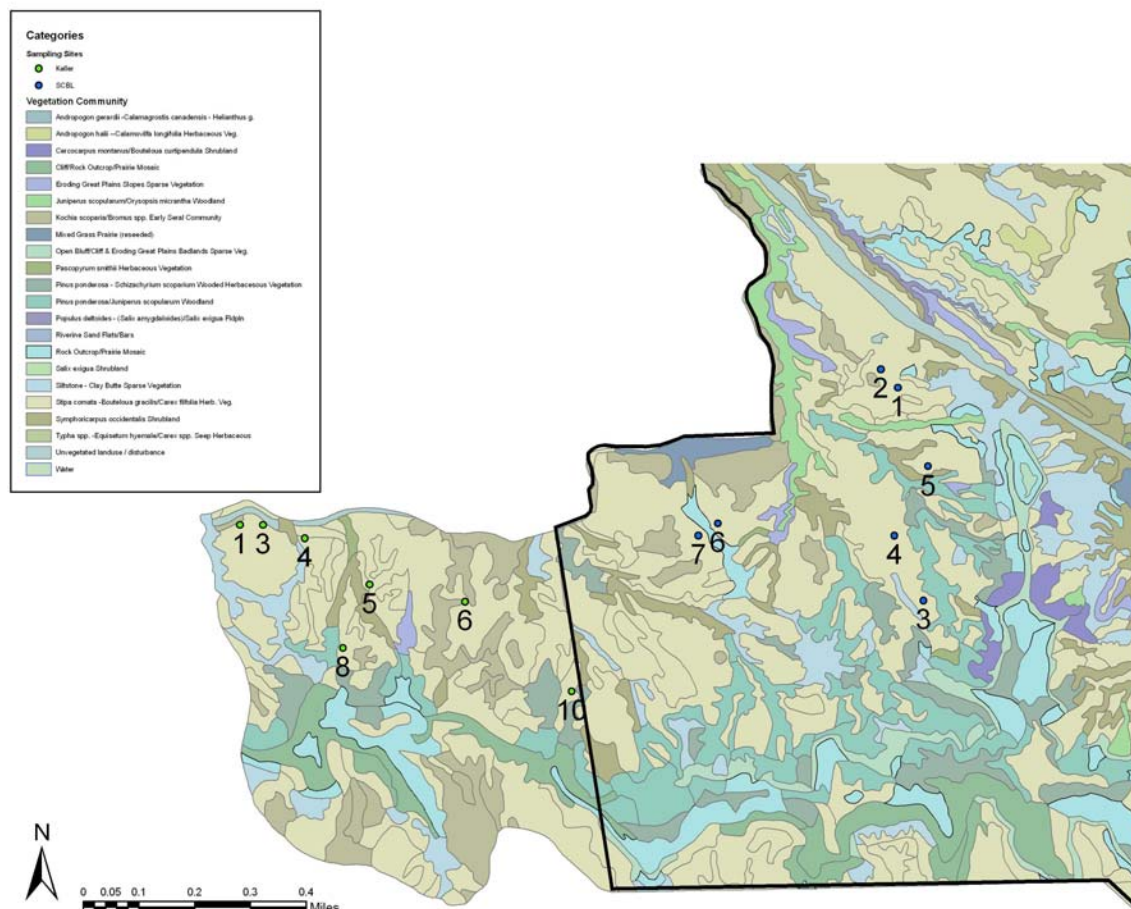 Categories
Sampling Sites
Keller
SCBL
Vegetation Community
Andropogon gerardii -Calamagrostis canadensis - Helianthus g.
Andropogon hallii --Calamovilfa longifolia Herbaceous Veg.
Cercocarpus montanus/Bouteloua curtipendula Shrubland
Cliff/Rock Outcrop/Prairie Mosaic
Eroding Great Plains Slopes Sparse Vegetation
Juniperus scopularum/Orysopsis micrantha Woodland
Kochia scoparia/Bromus spp. Early Seral Community
Mixed Grass Prairie (reseeded)
Open Bluff/Cliff & Eroding Great Plains Badlands Sparse Veg.
Pascopyrum smithii Herbaceous Vegetation
Pinus ponderosa - Schizachyrium scoparium Wooded Herbacesous Vegetation
Pinus ponderosa/Juniperus scopularum Woodland
Populus deltoides - (Salix amygdaloides)/Salix exigua Fldpln
Riverine Sand Flats/Bars
Rock Outcrop/Prairie Mosaic
Salix exigua Shrubland
Siltstone - Clay Butte Sparse Vegetation
Stipa comata -Bouteloua gracilis/Carex filifolia Herb. Veg.
Symphoricarpus occidentalis Shrubland
Typha spp. -Equisetum hyemale/Carex spp. Seep Herbaceous
Unvegetated landuse / disturbance
Water
2
1
5
7 6
4
1 3
4
5
6
3
8
10
N
0 0.05 0.1 0.2 0.3 0.4
Miles